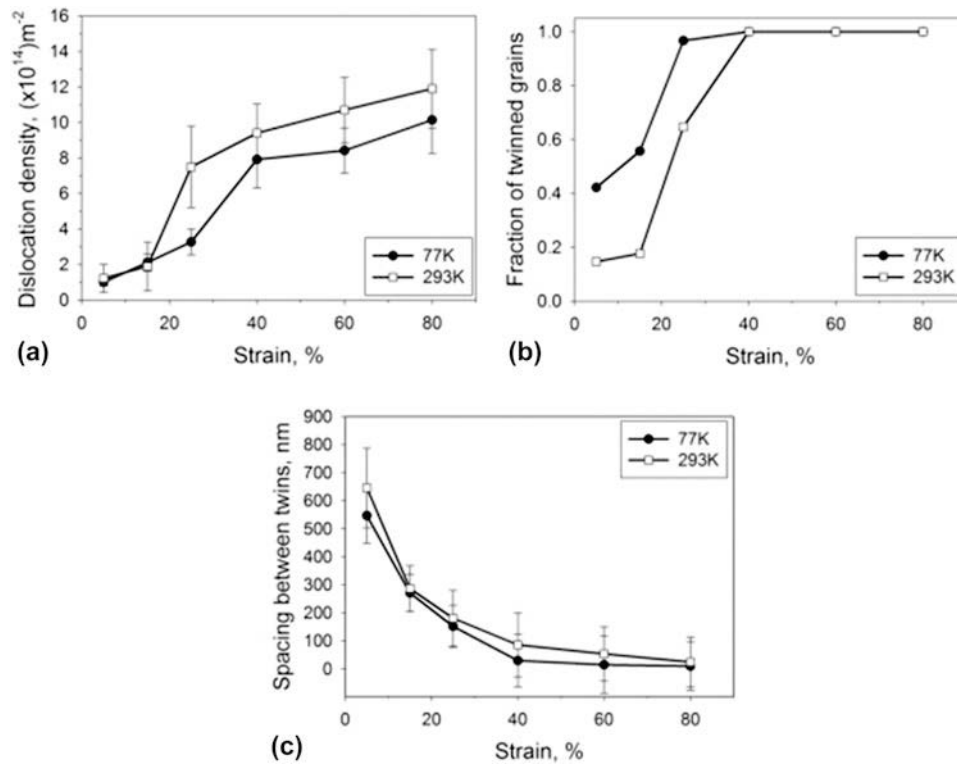 Dislocation density, (x10¹⁴)m⁻²
16
14
12
10
8
6
4
2
0
77K
293K
0 20 40 60 80
Strain, %
(a)
Fraction of twinned grains
1.0
0.8
0.6
0.4
0.2
0.0
77K
293K
0 20 40 60 80
Strain, %
(b)
Spacing between twins, nm
900
800
700
600
500
400
300
200
100
0
77K
293K
0 20 40 60 80
Strain, %
(c)